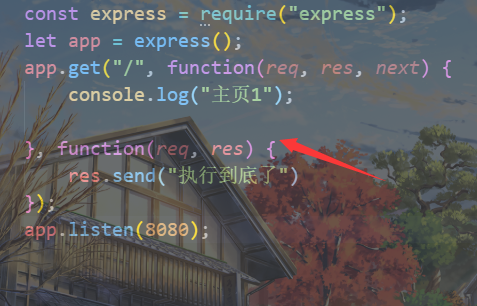 const express = require("express");
let app = express();
app.get("/", function(req, res, next) {
console.log("主页1");
}, function(req, res) {
res.send("执行到底了")
});
app.listen(8080);